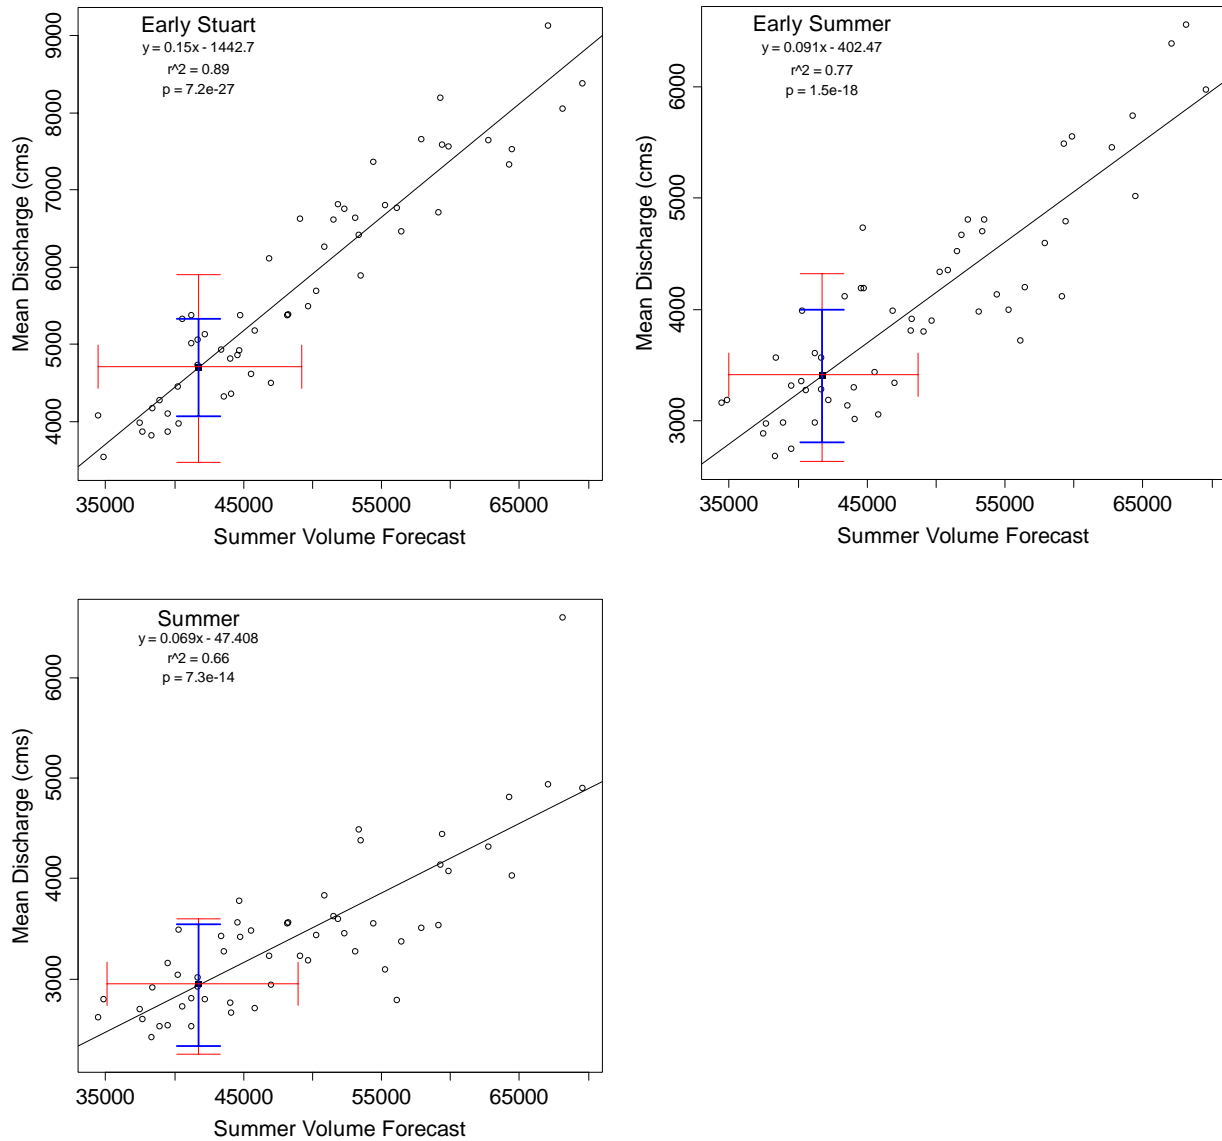 Early Stuart
y = 0.15x - 1442.7
r^2 = 0.89
p = 7.2e-27
Mean Discharge (cms)
9000
8000
7000
6000
5000
4000
35000 45000 55000 65000
Summer Volume Forecast
Early Summer
y = 0.091x - 402.47
r^2 = 0.77
p = 1.5e-18
Mean Discharge (cms)
6000
5000
4000
3000
35000 45000 55000 65000
Summer Volume Forecast
Summer
y = 0.069x - 47.408
r^2 = 0.66
p = 7.3e-14
Mean Discharge (cms)
6000
5000
4000
3000
35000 45000 55000 65000
Summer Volume Forecast